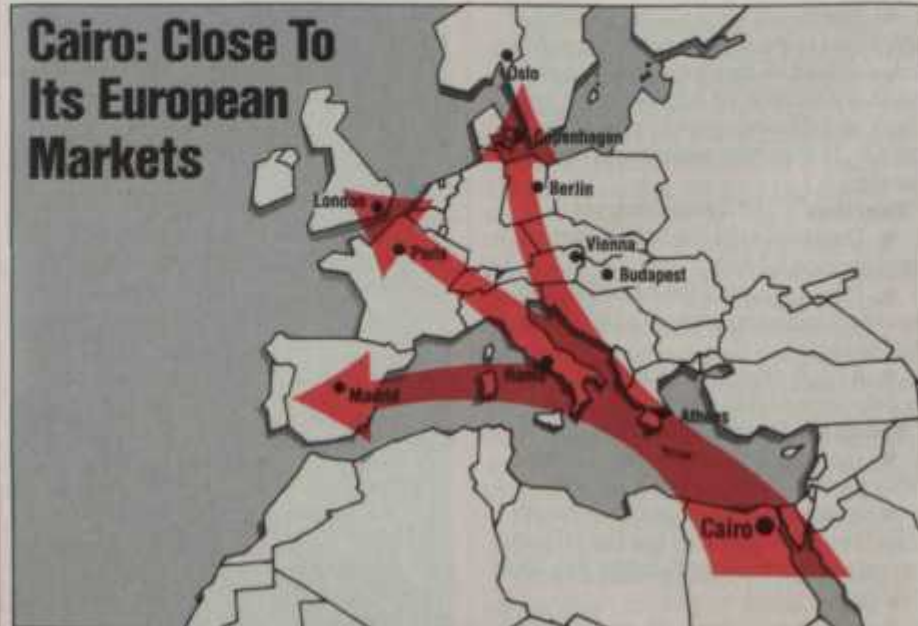 Cairo: Close To
Its European
Markets
Oslo
Copenhagen
London
Berlin
Paris
Vienna
Budapest
Rome
Madrid
Athens
Cairo